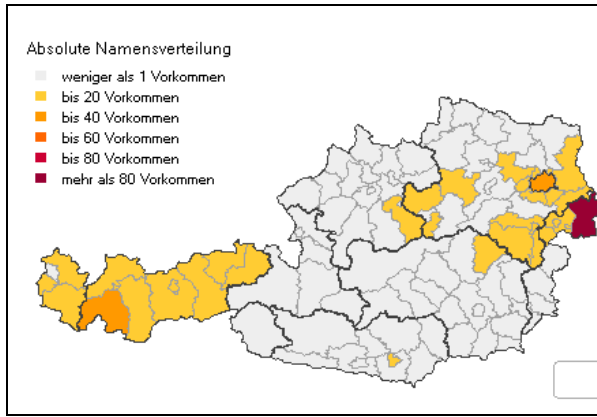 Absolute Namensverteilung
weniger als 1 Vorkommen
bis 20 Vorkommen
bis 40 Vorkommen
bis 60 Vorkommen
bis 80 Vorkommen
mehr als 80 Vorkommen